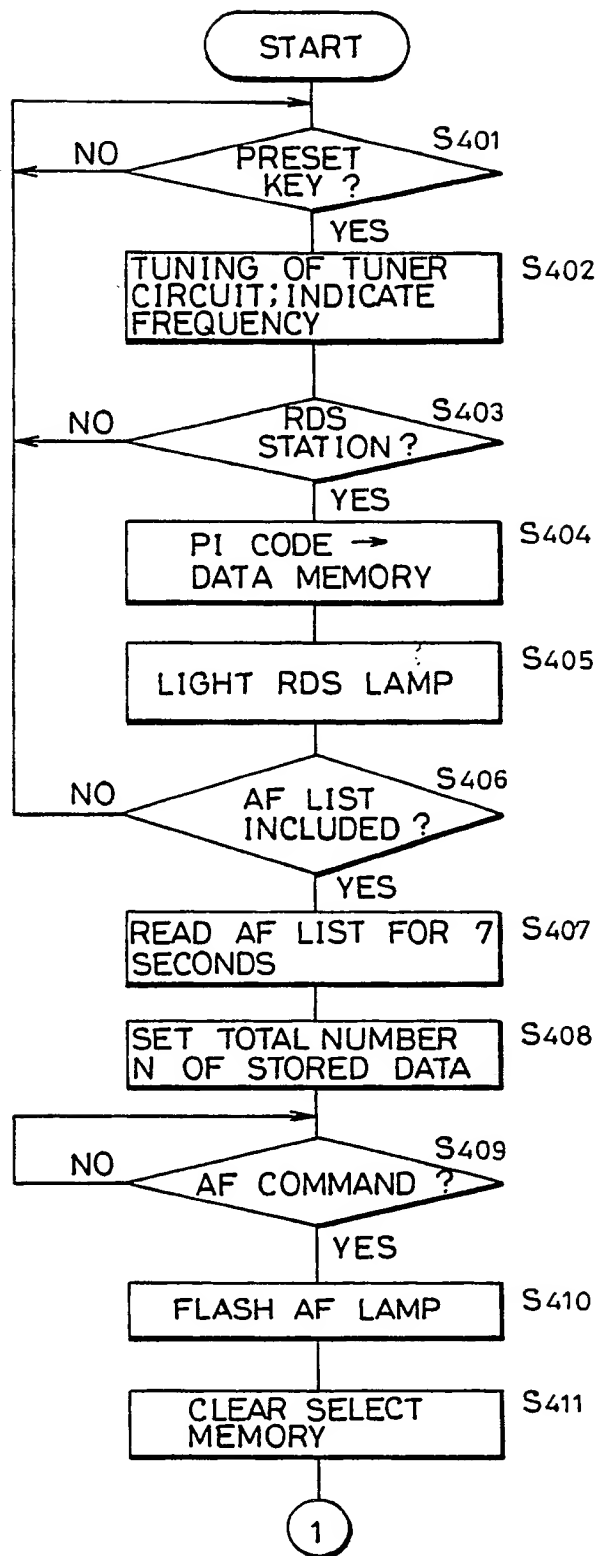 START
S401
NO
PRESET
KEY ?
YES
TUNING OF TUNER
CIRCUIT;INDICATE
FREQUENCY
S402
S403
NO
RDS
STATION ?
YES
PI CODE →
DATA MEMORY
S404
LIGHT RDS LAMP
S405
S406
NO
AF LIST
INCLUDED ?
YES
READ AF LIST FOR 7
SECONDS
S407
SET TOTAL NUMBER
N OF STORED DATA
S408
S409
NO
AF COMMAND ?
YES
FLASH AF LAMP
S410
CLEAR SELECT
MEMORY
S411
1